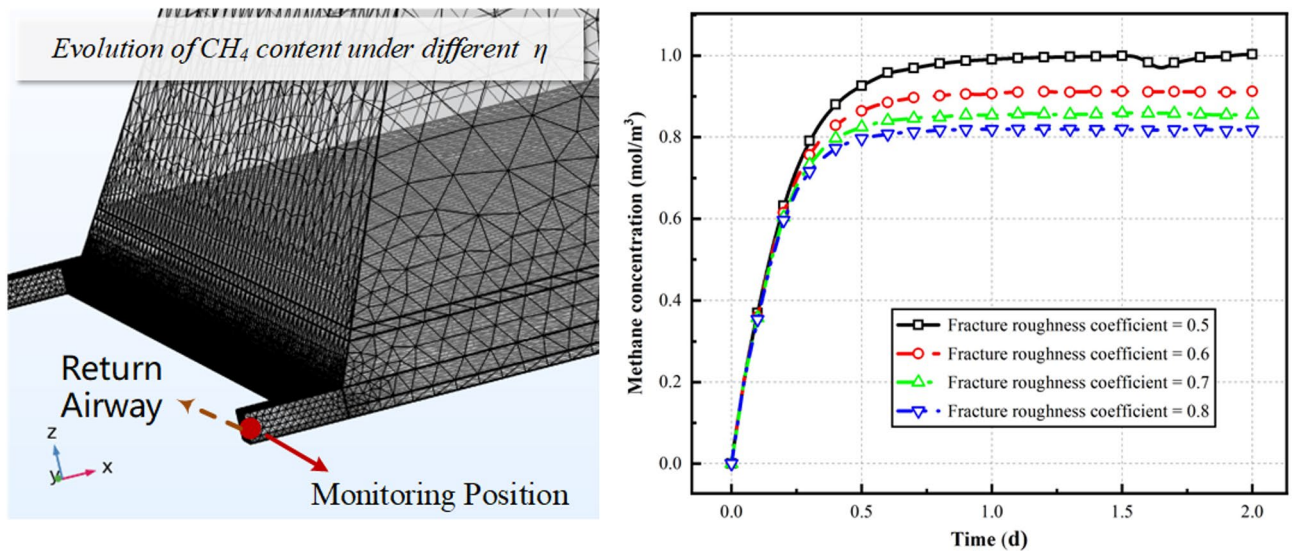 Evolution of CH₄ content under different η
Return
Airway
z
y
x
Monitoring Position
Methane concentration (mol/m³)
1.0
0.8
0.6
0.4
0.2
0.0
Fracture roughness coefficient = 0.5
Fracture roughness coefficient = 0.6
Fracture roughness coefficient = 0.7
Fracture roughness coefficient = 0.8
0.0 0.5 1.0 1.5 2.0
Time (d)